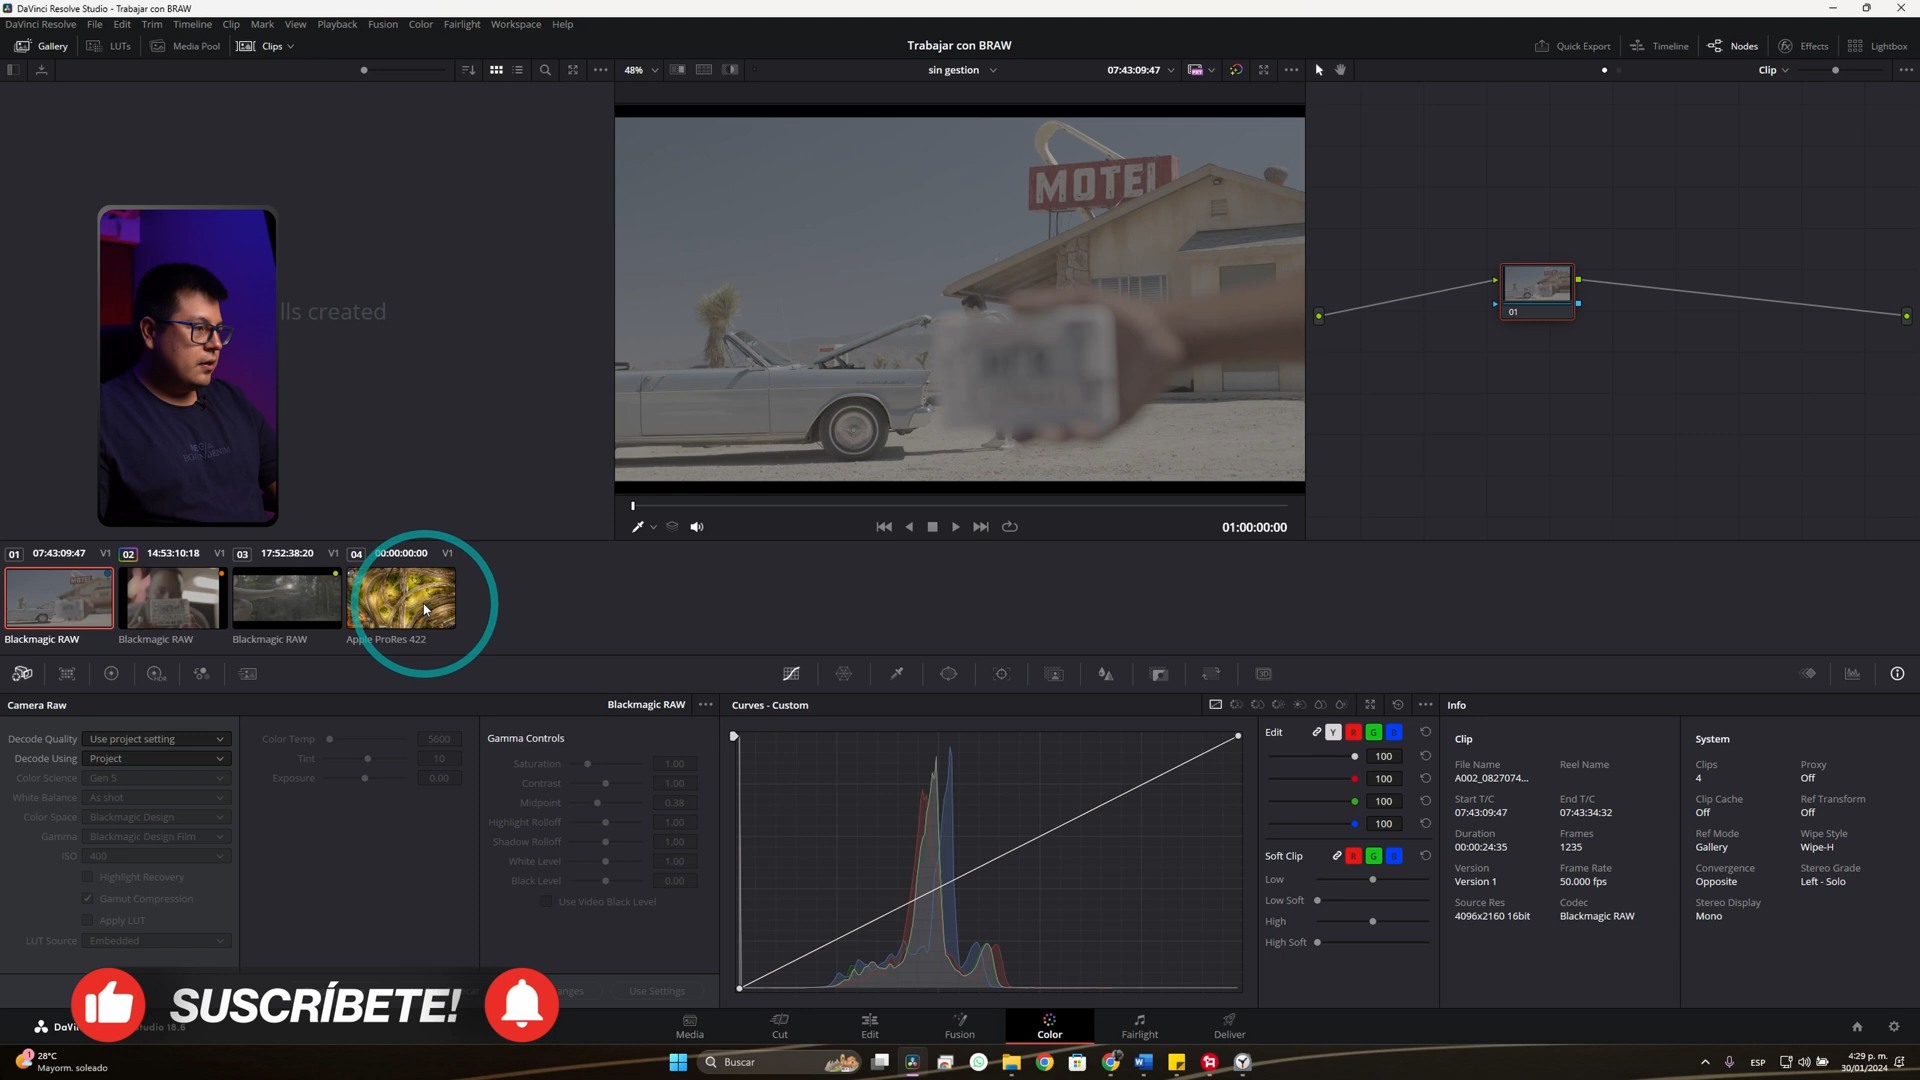 DaVinci Resolve Studio - Trabajar con BRAW
DaVinci Resolve File Edit Trim Timeline Clip Mark View Playback Fusion Color Fairlight Workspace Help
Gallery LUTs Media Pool Clips Trabajar con BRAW Quick Export Timeline Nodes Effects Lightbox
48% sin gestion 07:43:09:47 Clip
MOTEL
lls created
01
01:00:00:00
01 07:43:09:47 V1 02 14:53:10:18 V1 03 17:52:38:20 V1 04 00:00:00:00 V1
Blackmagic RAW Blackmagic RAW Blackmagic RAW Apple ProRes 422
Camera Raw Blackmagic RAW Curves - Custom Info
Decode Quality Use project setting Color Temp 5600 Gamma Controls Edit Y R G B Clip System
Decode Using Project Tint 10 100
Color Science Gen 5 Exposure 0.00 Saturation 1.00 100 File Name Reel Name Clips Proxy
A002_0827074... 4 Off
White Balance As shot Contrast 1.00 100 Start T/C End T/C Clip Cache Ref Transform
07:43:09:47 07:43:34:32 Off Off
Color Space Blackmagic Design Midpoint 0.38 100 Duration Frames Ref Mode Wipe Style
00:00:24:35 1235 Gallery Wipe-H
Gamma Blackmagic Design Film Highlight Rolloff 1.00 Soft Clip R G B
ISO 400 Shadow Rolloff 1.00 Low Version Frame Rate Convergence Stereo Grade
Version 1 50.000 fps Opposite Left - Solo
Highlight Recovery White Level 1.00 Low Soft Source Res Codec Stereo Display
4096x2160 16bit Blackmagic RAW Mono
Gamut Compression Black Level 0.00 High
Apply LUT Use Video Black Level High Soft
LUT Source Embedded
SUSCRÍBETE! anges Use Settings
DaVi tudio 18.6 Media Cut Edit Fusion Color Fairlight Deliver
1 28°C
Mayorm. soleado
Buscar
ESP
4:29 p. m.
30/01/2024